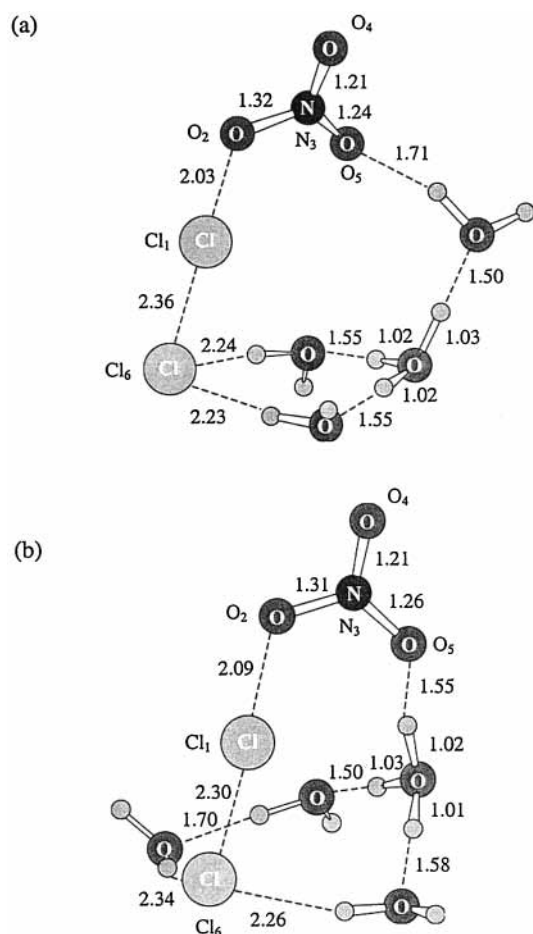 (a)
O4
1.21
1.32
N
1.24
O2
O
N3
O
O5
1.71
2.03
O
Cl1
Cl
1.50
2.36
2.24
1.55
1.02
1.03
O
O
Cl6
Cl
1.02
2.23
O
1.55
(b)
O4
O
1.21
1.31
N
1.26
O2
O
N3
O
O5
2.09
1.55
Cl1
Cl
1.02
1.50
1.03
2.30
O
O
1.70
1.01
O
Cl
1.58
2.34
2.26
O
Cl6